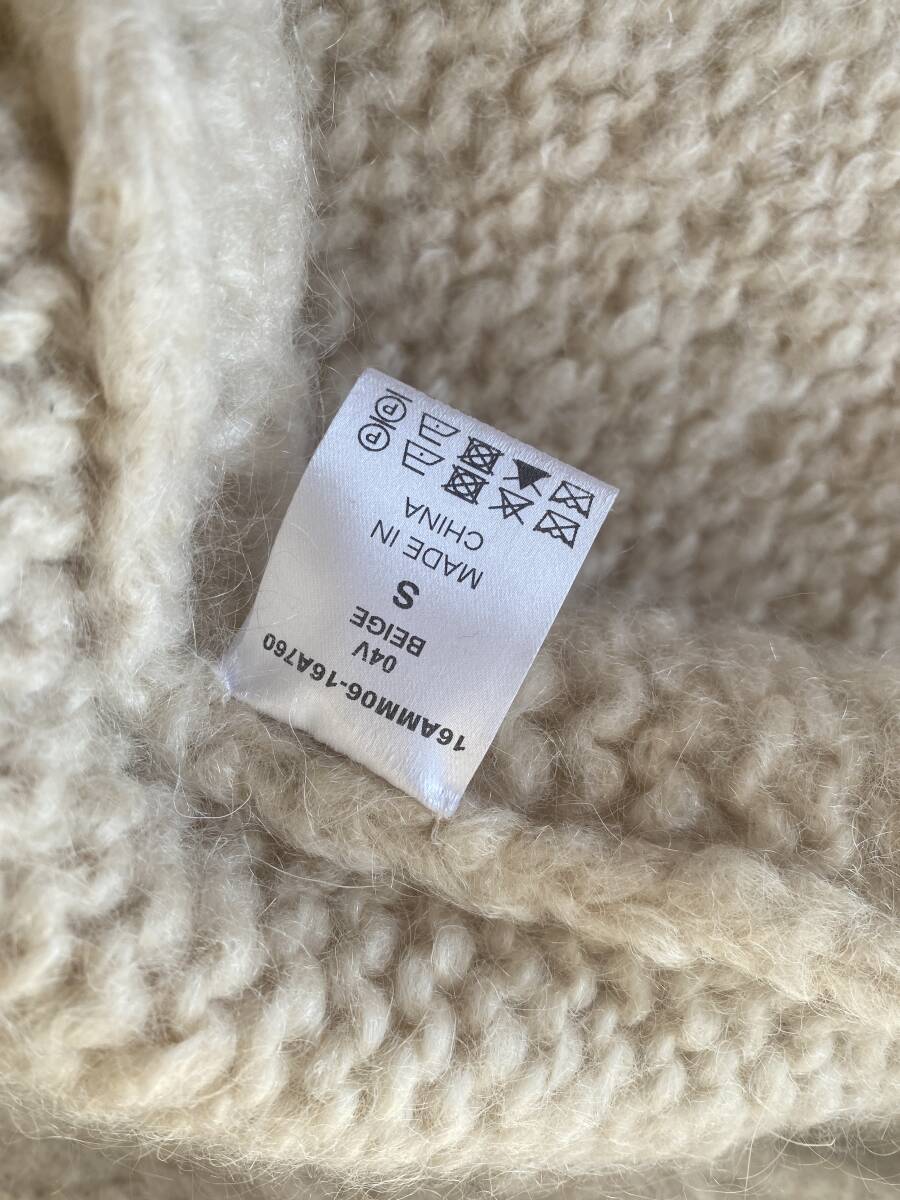 16AMM06-16A760
04V
BEIGE
S
MADE IN
CHINA
P
P